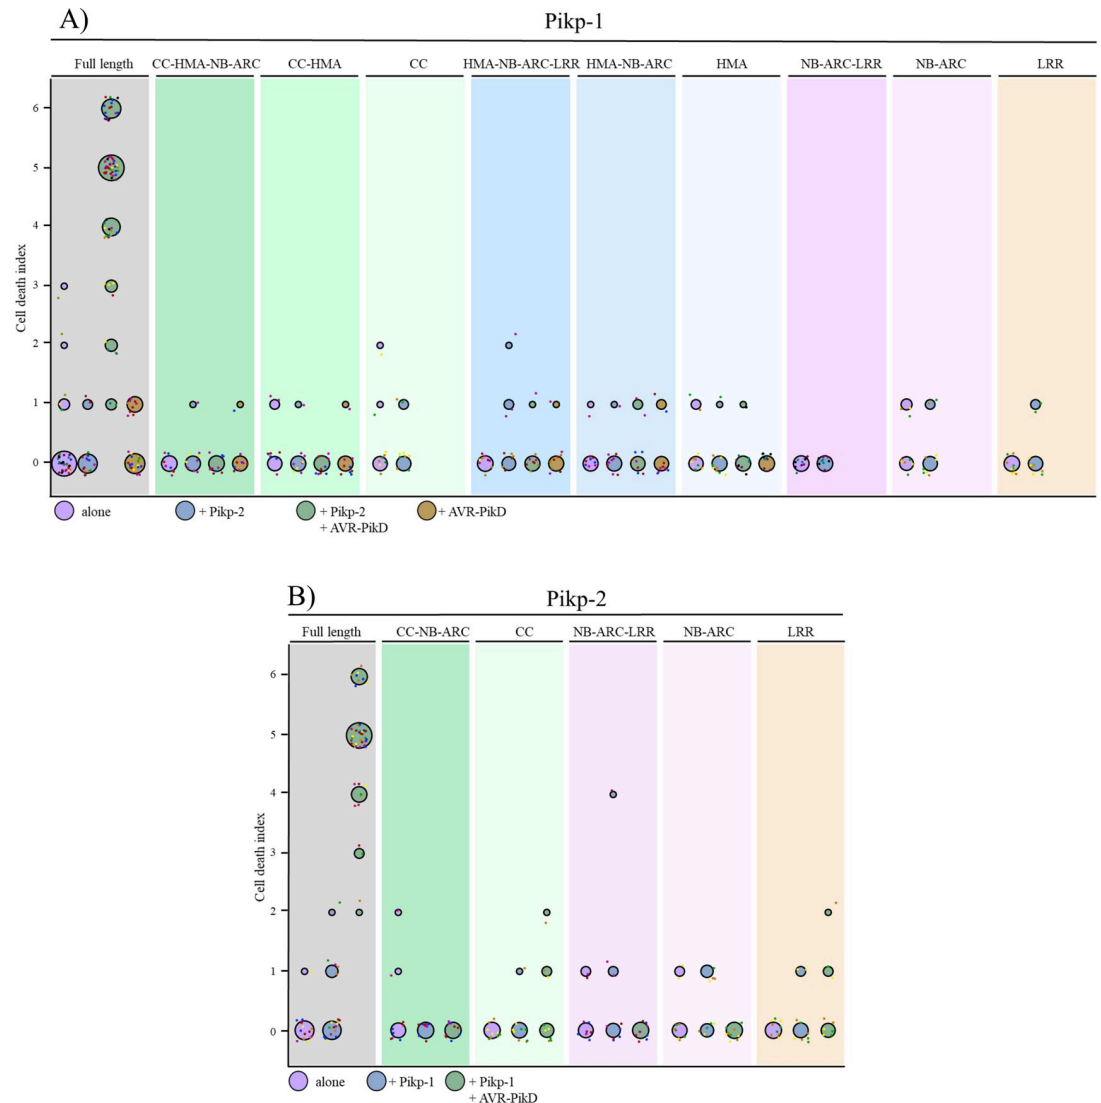 A)
Pikp-1
Full length CC-HMA-NB-ARC CC-HMA CC HMA-NB-ARC-LRR HMA-NB-ARC HMA NB-ARC-LRR NB-ARC LRR
Cell death index
6
5
4
3
2
1
0
alone + Pikp-2 + Pikp-2 + AVR-PikD
+ AVR-PikD
B)
Pikp-2
Full length CC-NB-ARC CC NB-ARC-LRR NB-ARC LRR
Cell death index
6
5
4
3
2
1
0
alone + Pikp-1 + Pikp-1
+ AVR-PikD